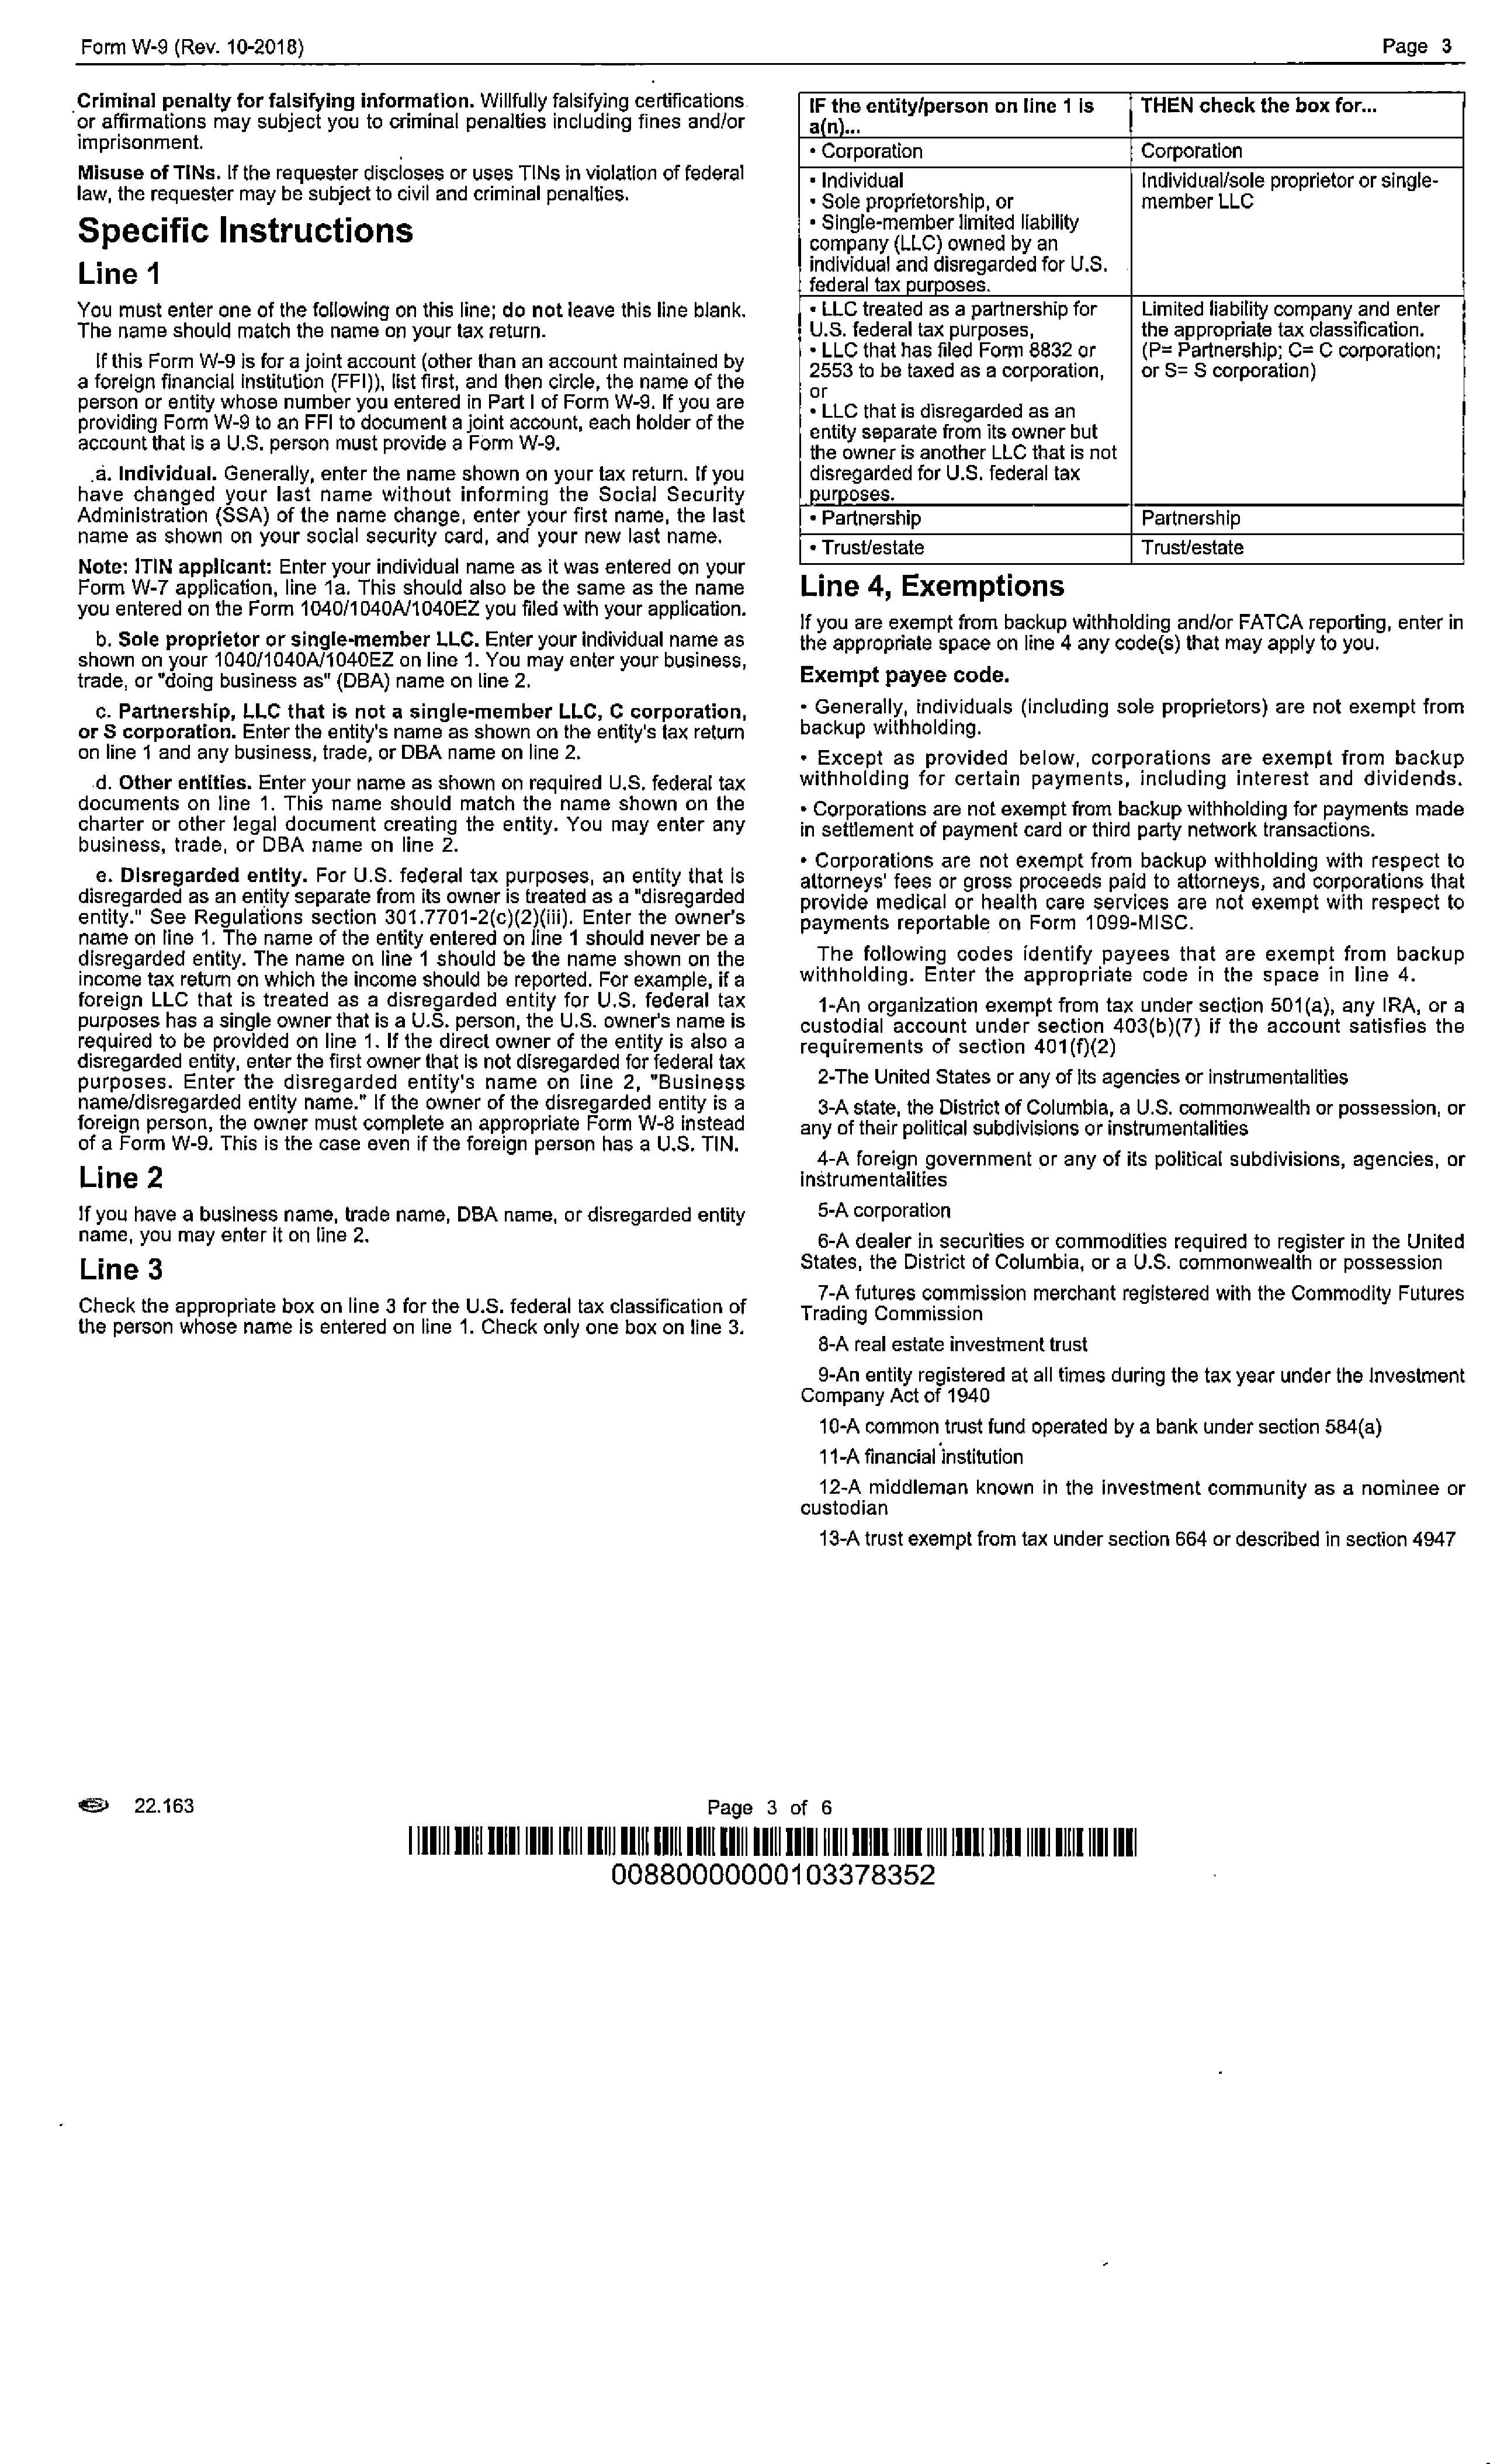 Form W-9 (Rev. 10-2018)
Page 3
Criminal penalty for falsifying information. Willfully falsifying certifications
or affirmations may subject you to criminal penalties including fines and/or
imprisonment.
Misuse of TINs. If the requester discloses or uses TINs in violation of federal
law, the requester may be subject to civil and criminal penalties.
Specific Instructions
Line 1
You must enter one of the following on this line; do not leave this line blank.
The name should match the name on your tax return.
If this Form W-9 is for a joint account (other than an account maintained by
a foreign financial institution (FFI)), list first, and then circle, the name of the
person or entity whose number you entered in Part I of Form W-9. If you are
providing Form W-9 to an FFI to document a joint account, each holder of the
account that is a U.S. person must provide a Form W-9.
a. Individual. Generally, enter the name shown on your tax return. If you
have changed your last name without informing the Social Security
Administration (SSA) of the name change, enter your first name, the last
name as shown on your social security card, and your new last name.
Note: ITIN applicant: Enter your individual name as it was entered on your
Form W-7 application, line 1a. This should also be the same as the name
you entered on the Form 1040/1040A/1040EZ you filed with your application.
b. Sole proprietor or single-member LLC. Enter your individual name as
shown on your 1040/1040A/1040EZ on line 1. You may enter your business,
trade, or "doing business as" (DBA) name on line 2.
c. Partnership, LLC that is not a single-member LLC, C corporation,
or S corporation. Enter the entity's name as shown on the entity's tax return
on line 1 and any business, trade, or DBA name on line 2.
d. Other entities. Enter your name as shown on required U.S. federal tax
documents on line 1. This name should match the name shown on the
charter or other legal document creating the entity. You may enter any
business, trade, or DBA name on line 2.
e. Disregarded entity. For U.S. federal tax purposes, an entity that is
disregarded as an entity separate from its owner is treated as a "disregarded
entity." See Regulations section 301.7701-2(c)(2)(iii). Enter the owner's
name on line 1. The name of the entity entered on line 1 should never be a
disregarded entity. The name on line 1 should be the name shown on the
income tax return on which the income should be reported. For example, if a
foreign LLC that is treated as a disregarded entity for U.S. federal tax
purposes has a single owner that is a U.S. person, the U.S. owner's name is
required to be provided on line 1. If the direct owner of the entity is also a
disregarded entity, enter the first owner that is not disregarded for federal tax
purposes. Enter the disregarded entity's name on line 2, "Business
name/disregarded entity name." If the owner of the disregarded entity is a
foreign person, the owner must complete an appropriate Form W-8 instead
of a Form W-9. This is the case even if the foreign person has a U.S. TIN.
Line 2
If you have a business name, trade name, DBA name, or disregarded entity
name, you may enter it on line 2.
Line 3
Check the appropriate box on line 3 for the U.S. federal tax classification of
the person whose name is entered on line 1. Check only one box on line 3.
IF the entity/person on line 1 is
a(n)...
THEN check the box for...
• Corporation
Corporation
• Individual
• Sole proprietorship, or
• Single-member limited liability
company (LLC) owned by an
individual and disregarded for U.S.
federal tax purposes.
Individual/sole proprietor or single-
member LLC
• LLC treated as a partnership for
U.S. federal tax purposes,
• LLC that has filed Form 8832 or
2553 to be taxed as a corporation,
or
• LLC that is disregarded as an
entity separate from its owner but
the owner is another LLC that is not
disregarded for U.S. federal tax
purposes.
Limited liability company and enter
the appropriate tax classification.
(P= Partnership; C= C corporation;
or S= S corporation)
• Partnership
Partnership
• Trust/estate
Trust/estate
Line 4, Exemptions
If you are exempt from backup withholding and/or FATCA reporting, enter in
the appropriate space on line 4 any code(s) that may apply to you.
Exempt payee code.
• Generally, individuals (including sole proprietors) are not exempt from
backup withholding.
• Except as provided below, corporations are exempt from backup
withholding for certain payments, including interest and dividends.
• Corporations are not exempt from backup withholding for payments made
in settlement of payment card or third party network transactions.
• Corporations are not exempt from backup withholding with respect to
attorneys' fees or gross proceeds paid to attorneys, and corporations that
provide medical or health care services are not exempt with respect to
payments reportable on Form 1099-MISC.
The following codes identify payees that are exempt from backup
withholding. Enter the appropriate code in the space in line 4.
1-An organization exempt from tax under section 501(a), any IRA, or a
custodial account under section 403(b)(7) if the account satisfies the
requirements of section 401(f)(2)
2-The United States or any of its agencies or instrumentalities
3-A state, the District of Columbia, a U.S. commonwealth or possession, or
any of their political subdivisions or instrumentalities
4-A foreign government or any of its political subdivisions, agencies, or
instrumentalities
5-A corporation
6-A dealer in securities or commodities required to register in the United
States, the District of Columbia, or a U.S. commonwealth or possession
7-A futures commission merchant registered with the Commodity Futures
Trading Commission
8-A real estate investment trust
9-An entity registered at all times during the tax year under the Investment
Company Act of 1940
10-A common trust fund operated by a bank under section 584(a)
11-A financial institution
12-A middleman known in the investment community as a nominee or
custodian
13-A trust exempt from tax under section 664 or described in section 4947
22.163
Page 3 of 6
00880000000103378352